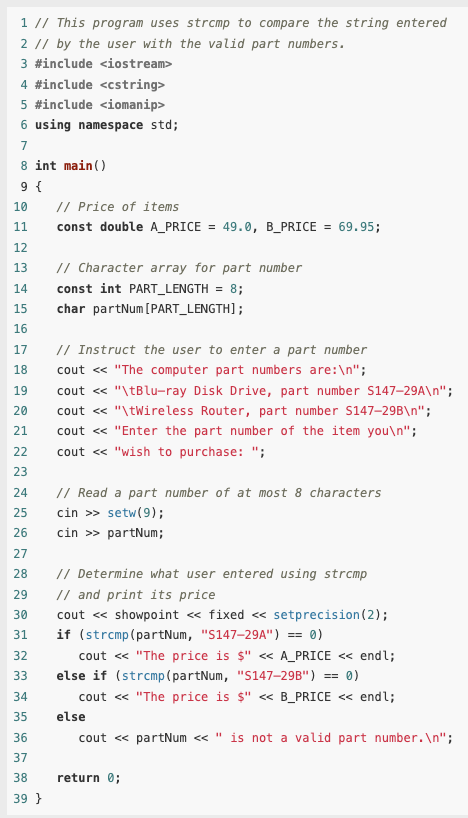 1 // This program uses strcmp to compare the string entered
2 // by the user with the valid part numbers.
3 #include <iostream>
4 #include <cstring>
5 #include <iomanip>
6 using namespace std;
7
8 int main()
9 {
10    // Price of items
11    const double A_PRICE = 49.0, B_PRICE = 69.95;
12
13    // Character array for part number
14    const int PART_LENGTH = 8;
15    char partNum[PART_LENGTH];
16
17    // Instruct the user to enter a part number
18    cout << "The computer part numbers are:\n";
19    cout << "\tBlu–ray Disk Drive, part number S147–29A\n";
20    cout << "\tWireless Router, part number S147–29B\n";
21    cout << "Enter the part number of the item you\n";
22    cout << "wish to purchase: ";
23
24    // Read a part number of at most 8 characters
25    cin >> setw(9);
26    cin >> partNum;
27
28    // Determine what user entered using strcmp
29    // and print its price
30    cout << showpoint << fixed << setprecision(2);
31    if (strcmp(partNum, "S147–29A") == 0)
32       cout << "The price is $" << A_PRICE << endl;
33    else if (strcmp(partNum, "S147–29B") == 0)
34       cout << "The price is $" << B_PRICE << endl;
35    else
36       cout << partNum << " is not a valid part number.\n";
37
38    return 0;
39 }